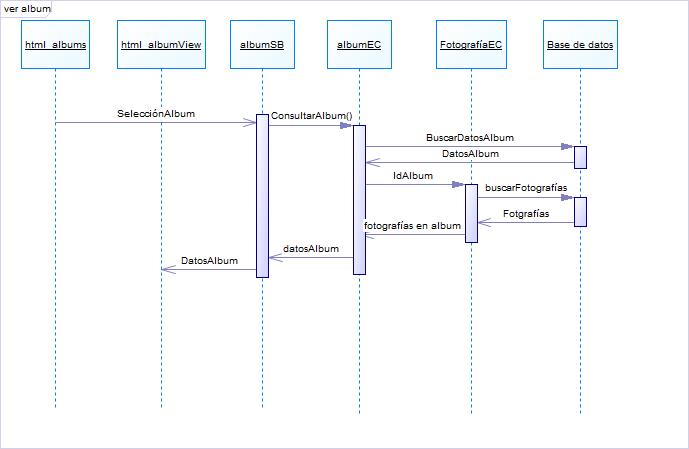 ver album
html_albums
html_albumView
albumSB
albumEC
FotografíaEC
Base de datos
SelecciónAlbum
ConsultarAlbum()
BuscarDatosAlbum
DatosAlbum
IdAlbum
buscarFotografías
Fotgrafías
fotografías en album
datosAlbum
DatosAlbum